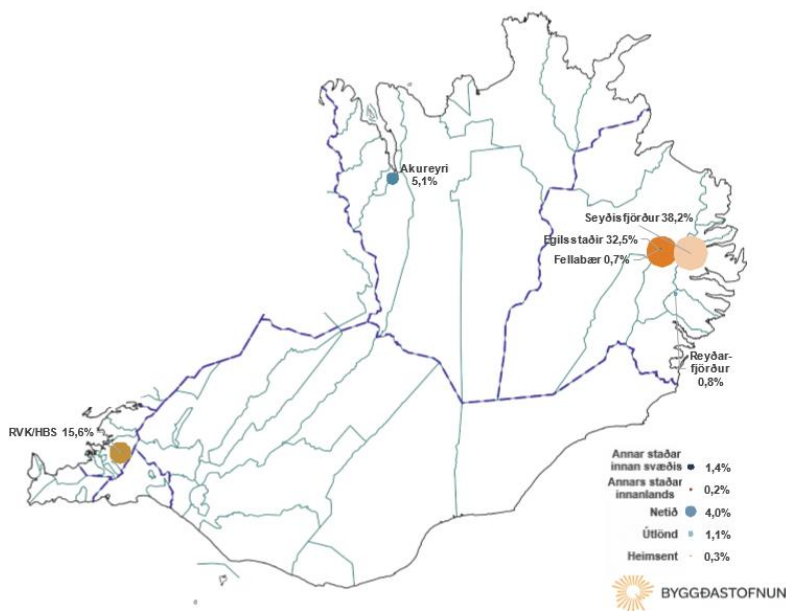 Akureyri
5,1%
Seyðisfjörður 38,2%
Egilsstaðir 32,5%
Fellabær 0,7%
Reyðar-
fjörður
0,8%
RVK/HBS 15,6%
Annar staðar
innan svæðis 1,4%
Annars staðar
innanlands 0,2%
Netið 4,0%
Útlönd 1,1%
Heimsent 0,3%
BYGGÐASTOFNUN